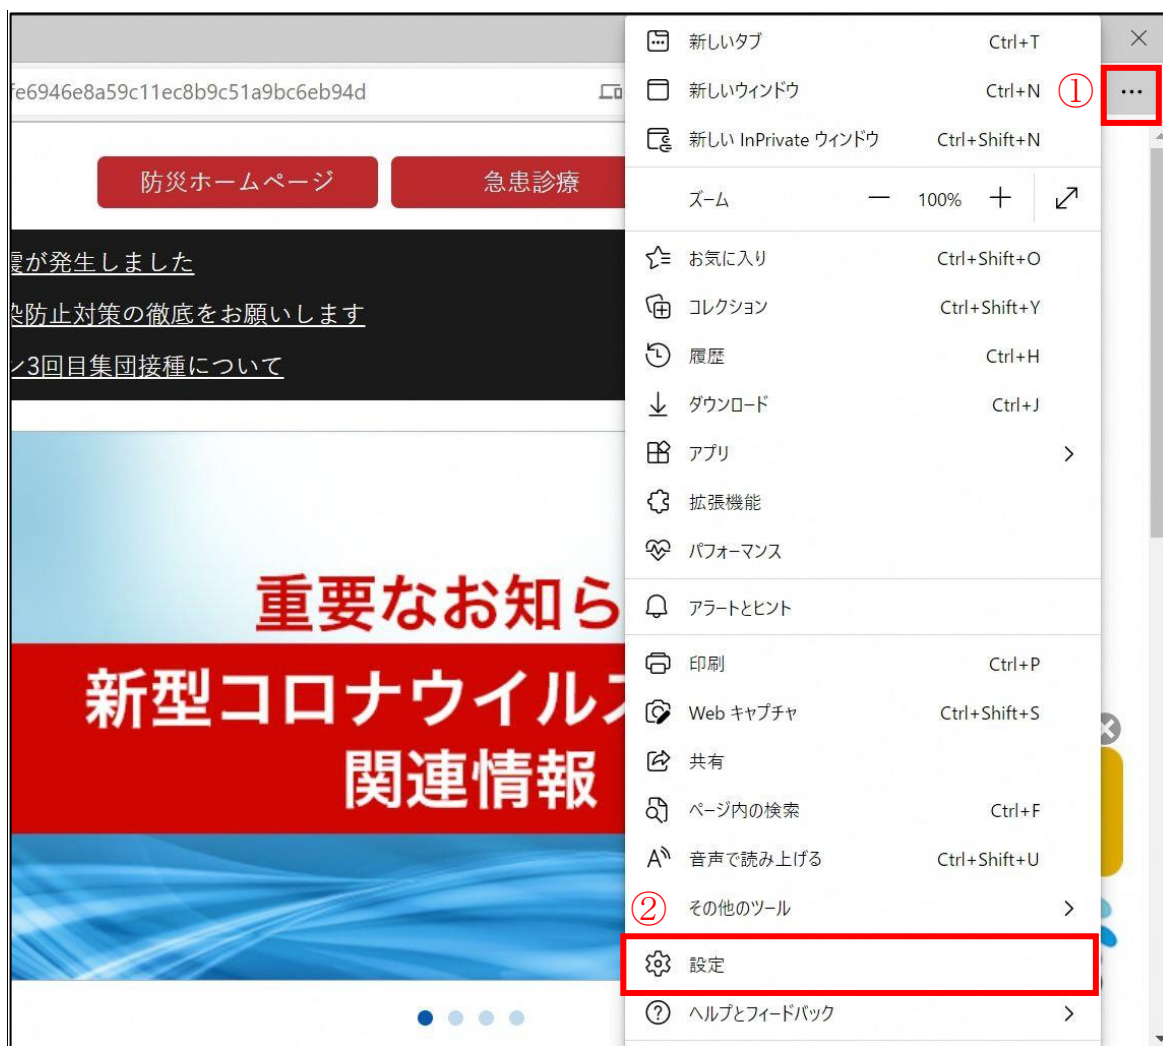 新しいタブ Ctrl+T
fe6946e8a59c11ec8b9c51a9bc6eb94d
新しいウィンドウ Ctrl+N
① …
新しい InPrivate ウィンドウ Ctrl+Shift+N
防災ホームページ
急患診療
ズーム — 100% +
が発生しました
お気に入り Ctrl+Shift+O
防止対策の徹底をお願いします
コレクション Ctrl+Shift+Y
ン3回目集団接種について
履歴 Ctrl+H
ダウンロード Ctrl+J
アプリ
拡張機能
パフォーマンス
重要なお知ら
アラートとヒント
印刷 Ctrl+P
新型コロナウイルス
Web キャプチャ Ctrl+Shift+S
関連情報
共有
ページ内の検索 Ctrl+F
音声で読み上げる Ctrl+Shift+U
② その他のツール
設定
ヘルプとフィードバック